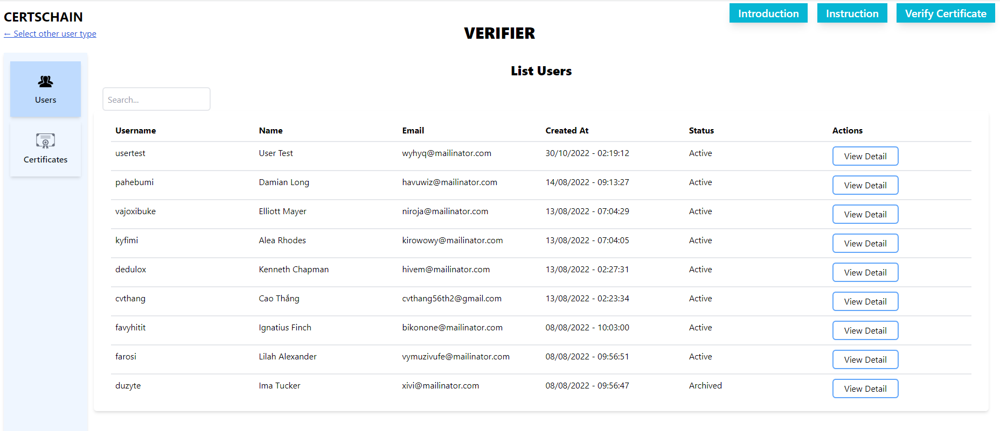 CERTSCHAIN
← Select other user type
Introduction Instruction Verify Certificate
VERIFIER
Users
Certificates
List Users
Search...
Username Name Email Created At Status Actions
usertest User Test wyhyq@mailinator.com 30/10/2022 - 02:19:12 Active View Detail
pahebumi Damian Long havuwiz@mailinator.com 14/08/2022 - 09:13:27 Active View Detail
vajoxibuke Elliott Mayer niroja@mailinator.com 13/08/2022 - 07:04:29 Active View Detail
kyfimi Alea Rhodes kirowowy@mailinator.com 13/08/2022 - 07:04:05 Active View Detail
dedulox Kenneth Chapman hivem@mailinator.com 13/08/2022 - 02:27:31 Active View Detail
cvthang Cao Thắng cvthang56th2@gmail.com 13/08/2022 - 02:23:34 Active View Detail
favyhitit Ignatius Finch bikonone@mailinator.com 08/08/2022 - 10:03:00 Active View Detail
farosi Lilah Alexander vymuzivufe@mailinator.com 08/08/2022 - 09:56:51 Active View Detail
duzyte Ima Tucker xivi@mailinator.com 08/08/2022 - 09:56:47 Archived View Detail